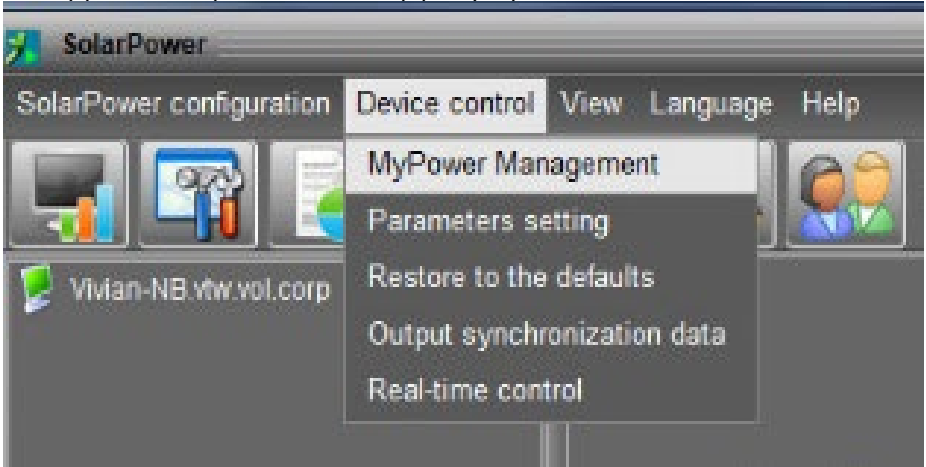 SolarPower
SolarPower configuration Device control View Language Help
MyPower Management
Parameters setting
Restore to the defaults
Vivian-NB.vtw.vol.corp
Output synchronization data
Real-time control